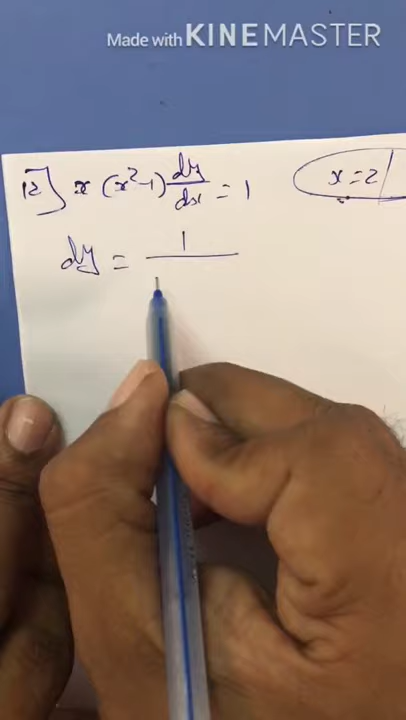 Made with KINEMASTER
12] x (x²-1) dy/dx = 1
x = 2
dy = 1